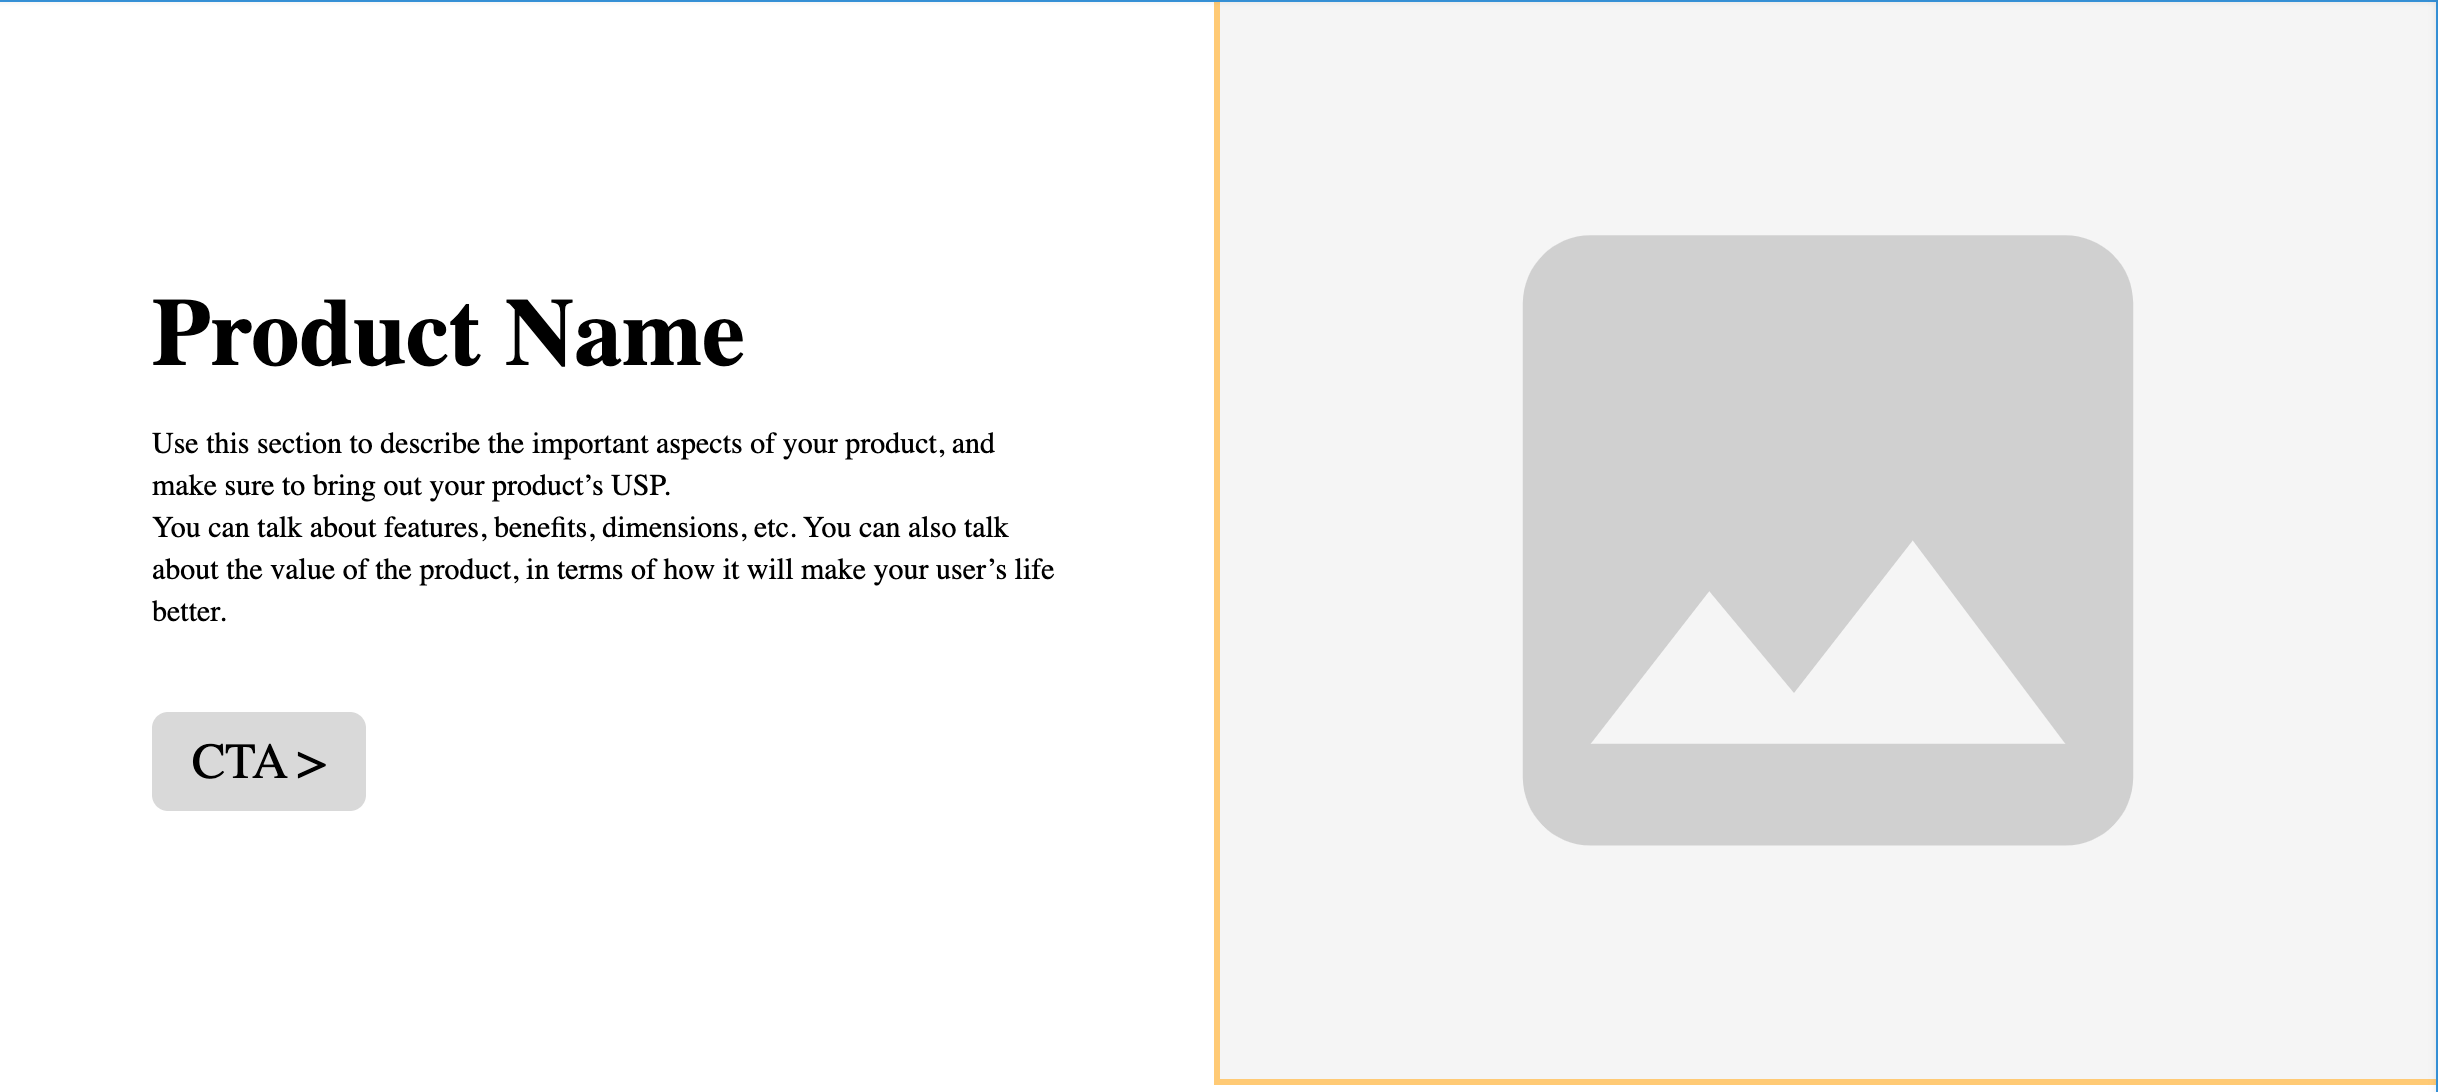 Product Name
Use this section to describe the important aspects of your product, and
make sure to bring out your product’s USP.
You can talk about features, benefits, dimensions, etc. You can also talk
about the value of the product, in terms of how it will make your user’s life
better.
CTA >